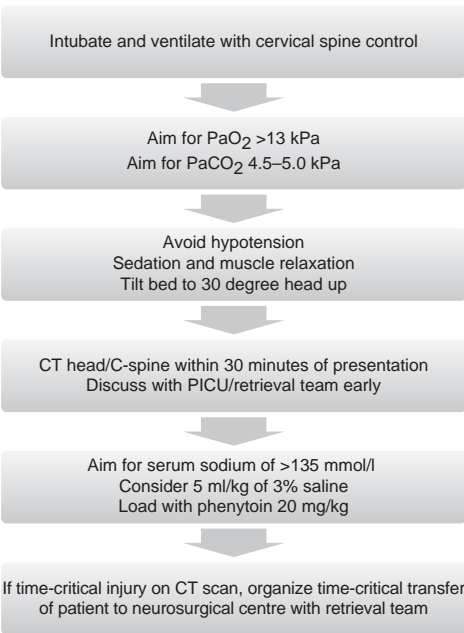 Intubate and ventilate with cervical spine control
Aim for PaO2 >13 kPa
Aim for PaCO2 4.5–5.0 kPa
Avoid hypotension
Sedation and muscle relaxation
Tilt bed to 30 degree head up
CT head/C-spine within 30 minutes of presentation
Discuss with PICU/retrieval team early
Aim for serum sodium of >135 mmol/l
Consider 5 ml/kg of 3% saline
Load with phenytoin 20 mg/kg
If time-critical injury on CT scan, organize time-critical transfer
of patient to neurosurgical centre with retrieval team